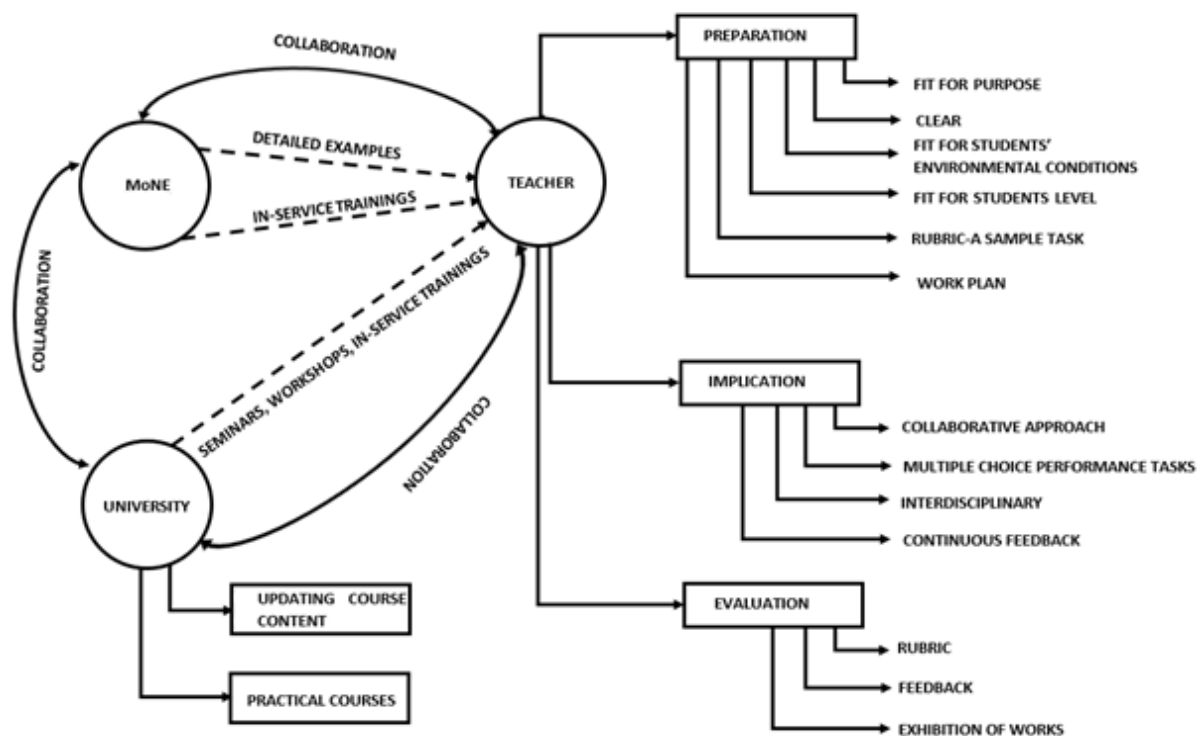 COLLABORATION
PREPARATION
FIT FOR PURPOSE
CLEAR
FIT FOR STUDENTS'
ENVIRONMENTAL CONDITIONS
FIT FOR STUDENTS LEVEL
RUBRIC-A SAMPLE TASK
WORK PLAN
MoNE
DETAILED EXAMPLES
TEACHER
IN-SERVICE TRAININGS
COLLABORATION
SEMINARS, WORKSHOPS, IN-SERVICE TRAININGS
COLLABORATION
IMPLICATION
COLLABORATIVE APPROACH
MULTIPLE CHOICE PERFORMANCE TASKS
INTERDISCIPLINARY
CONTINUOUS FEEDBACK
UNIVERSITY
UPDATING COURSE
CONTENT
PRACTICAL COURSES
EVALUATION
RUBRIC
FEEDBACK
EXHIBITION OF WORKS